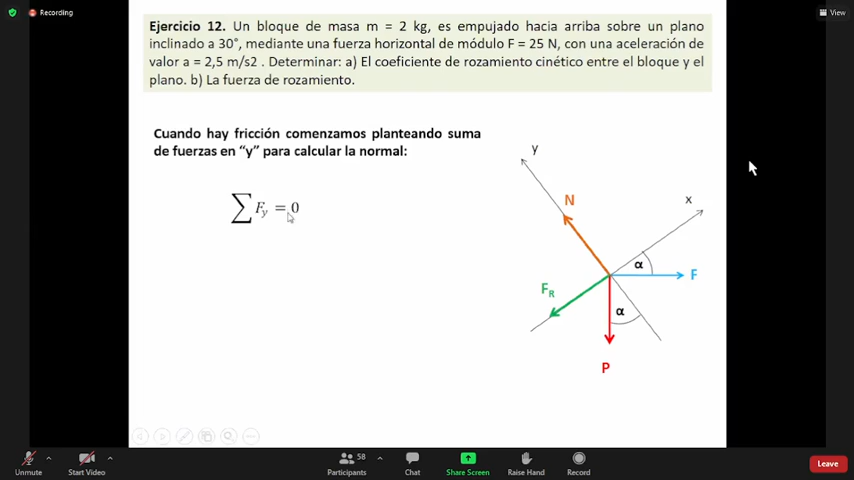 Recording
View
Ejercicio 12. Un bloque de masa m = 2 kg, es empujado hacia arriba sobre un plano
inclinado a 30°, mediante una fuerza horizontal de módulo F = 25 N, con una aceleración de
valor a = 2,5 m/s2 . Determinar: a) El coeficiente de rozamiento cinético entre el bloque y el
plano. b) La fuerza de rozamiento.
Cuando hay fricción comenzamos planteando suma
de fuerzas en “y” para calcular la normal:
∑ Fy = 0
y
N
x
α
F
FR
α
P
Unmute
Start Video
58
Participants
Chat
Share Screen
Raise Hand
Record
Leave